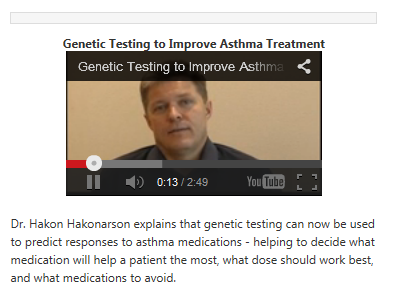 Genetic Testing to Improve Asthma Treatment
Genetic Testing to Improve Asthma
0:13 / 2:49
YouTube
Dr. Hakon Hakonarson explains that genetic testing can now be used
to predict responses to asthma medications - helping to decide what
medication will help a patient the most, what dose should work best,
and what medications to avoid.